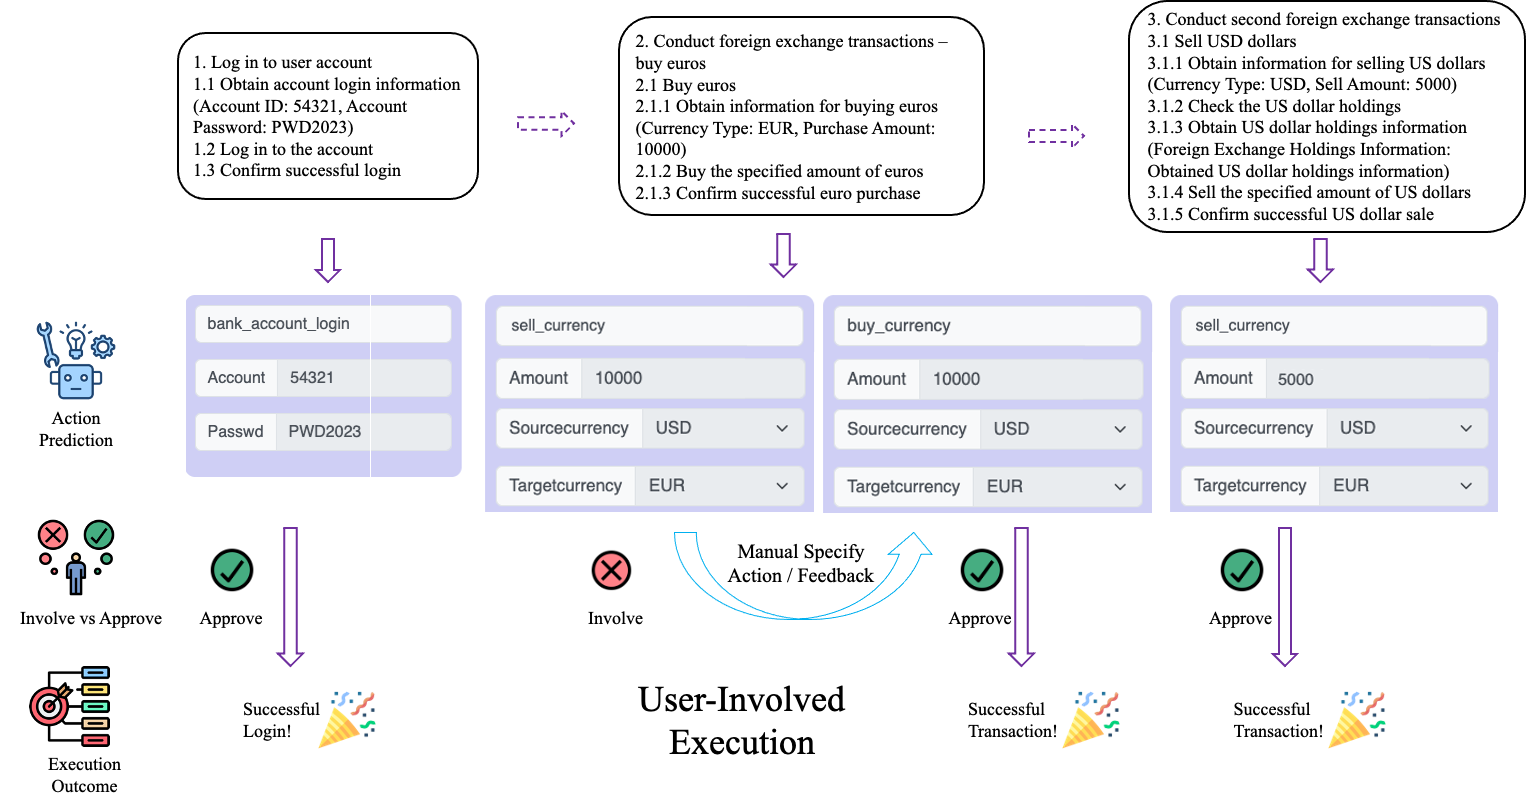 1. Log in to user account
1.1 Obtain account login information
(Account ID: 54321, Account
Password: PWD2023)
1.2 Log in to the account
1.3 Confirm successful login
2. Conduct foreign exchange transactions –
buy euros
2.1 Buy euros
2.1.1 Obtain information for buying euros
(Currency Type: EUR, Purchase Amount:
10000)
2.1.2 Buy the specified amount of euros
2.1.3 Confirm successful euro purchase
3. Conduct second foreign exchange transactions
3.1 Sell USD dollars
3.1.1 Obtain information for selling US dollars
(Currency Type: USD, Sell Amount: 5000)
3.1.2 Check the US dollar holdings
3.1.3 Obtain US dollar holdings information
(Foreign Exchange Holdings Information:
Obtained US dollar holdings information)
3.1.4 Sell the specified amount of US dollars
3.1.5 Confirm successful US dollar sale
Action
Prediction
bank_account_login
Account 54321
Passwd PWD2023
sell_currency
Amount 10000
Sourcecurrency USD
Targetcurrency EUR
buy_currency
Amount 10000
Sourcecurrency USD
Targetcurrency EUR
sell_currency
Amount 5000
Sourcecurrency USD
Targetcurrency EUR
Involve vs Approve
Approve
Involve
Manual Specify
Action / Feedback
Approve
Approve
Execution
Outcome
Successful
Login!
User-Involved
Execution
Successful
Transaction!
Successful
Transaction!